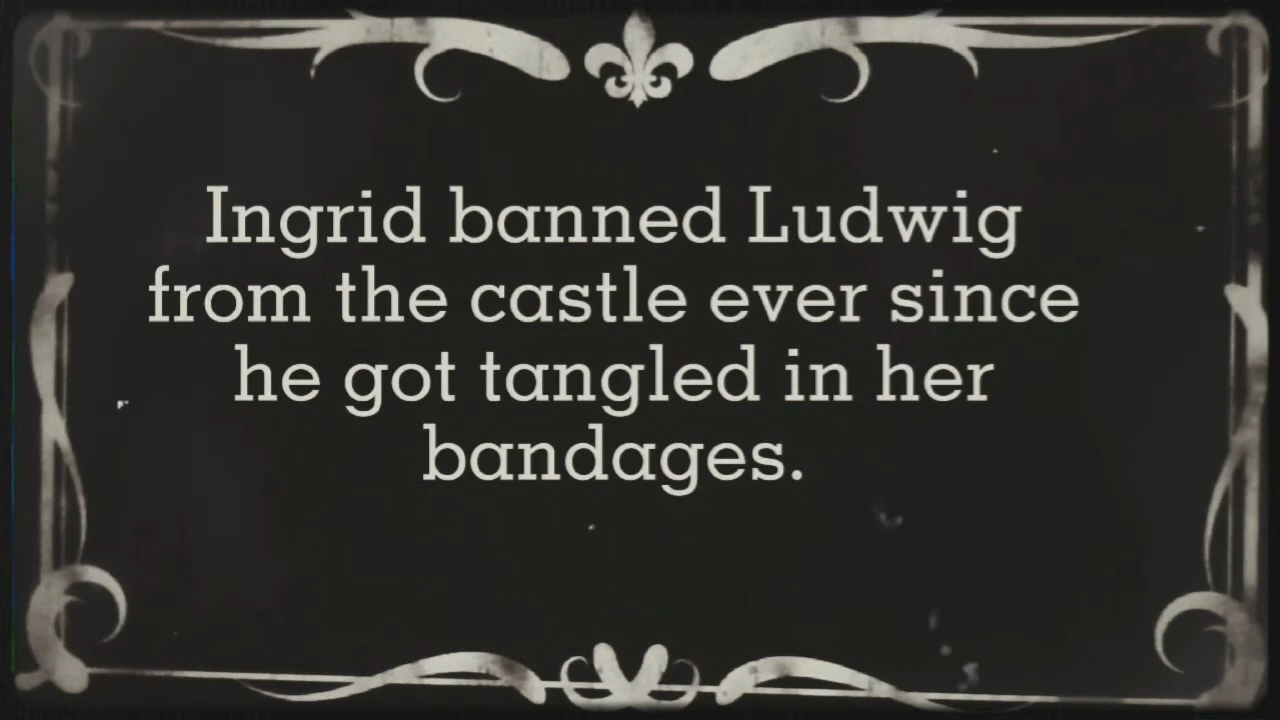 Ingrid banned Ludwig
from the castle ever since
he got tangled in her
bandages.